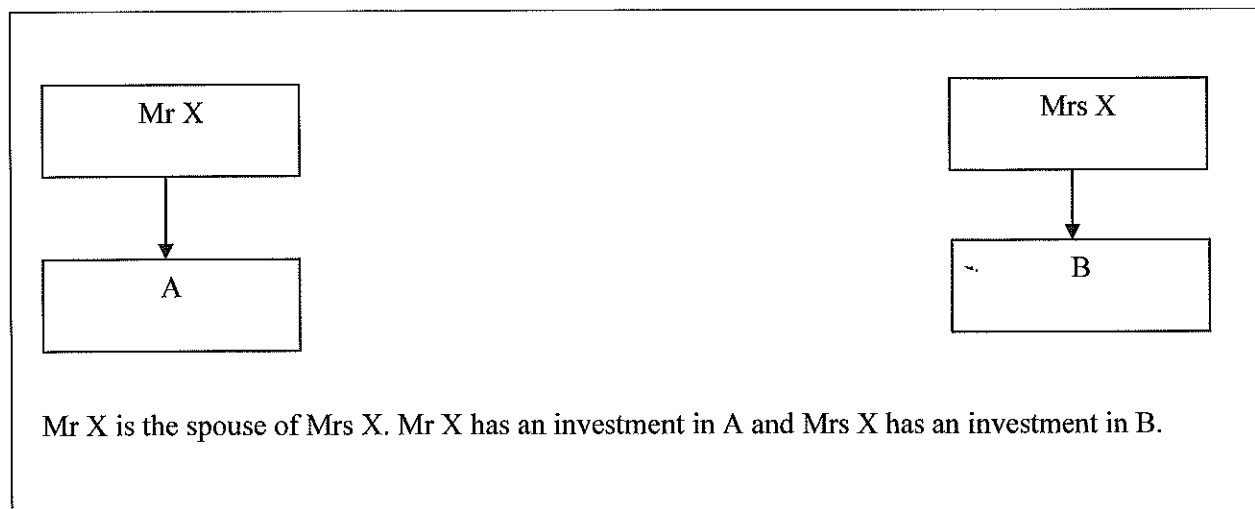 Mr X
Mrs X
A
B
Mr X is the spouse of Mrs X. Mr X has an investment in A and Mrs X has an investment in B.